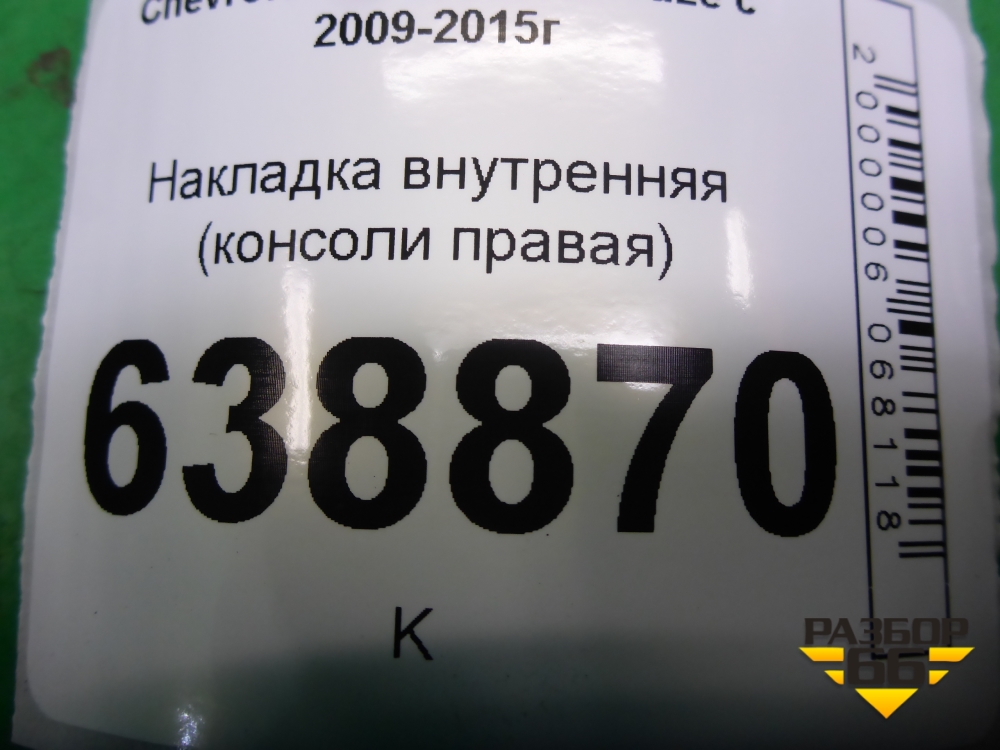 2009-2015г
Накладка внутренняя
(консоли правая)
638870
К
2000006068118
РАЗБОР
66